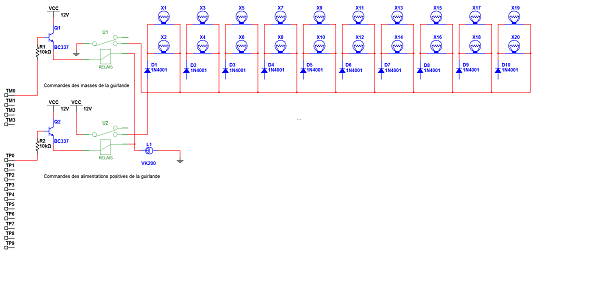 X1 X3 X5 X7 X9 X11 X13 X15 X17 X19
VCC
12V
Q1
U1
X2 X4 X6 X8 X10 X12 X14 X16 X18 X20
R1
10kΩ
BC337
RELAIS
D1 D2 D3 D4 D5 D6 D7 D8 D9 D10
1N4001 1N4001 1N4001 1N4001 1N4001 1N4001 1N4001 1N4001 1N4001 1N4001
Commandes des masses de la guirlande
TM0
TM1
TM2
TM3
VCC VCC
12V 12V
Q2
U2
R2
10kΩ
BC337
RELAIS
L1
VK200
TP0
TP1
TP2
TP3
TP4
TP5
TP6
TP7
TP8
TP9
Commandes des alimentations positives de la guirlande